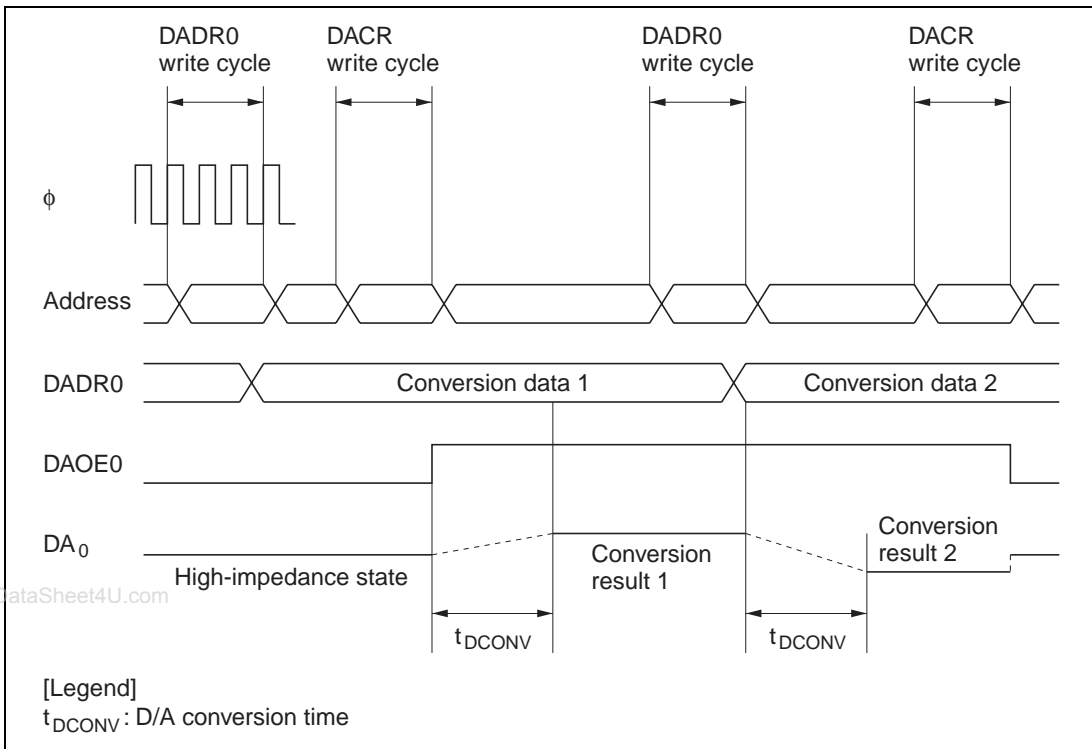 DADR0 write cycle
DACR write cycle
DADR0 write cycle
DACR write cycle
ϕ
Address
DADR0
Conversion data 1
Conversion data 2
DAOE0
DA0
High-impedance state
Conversion result 1
Conversion result 2
tDCONV
tDCONV
[Legend]
tDCONV : D/A conversion time
ataSheet4U.com